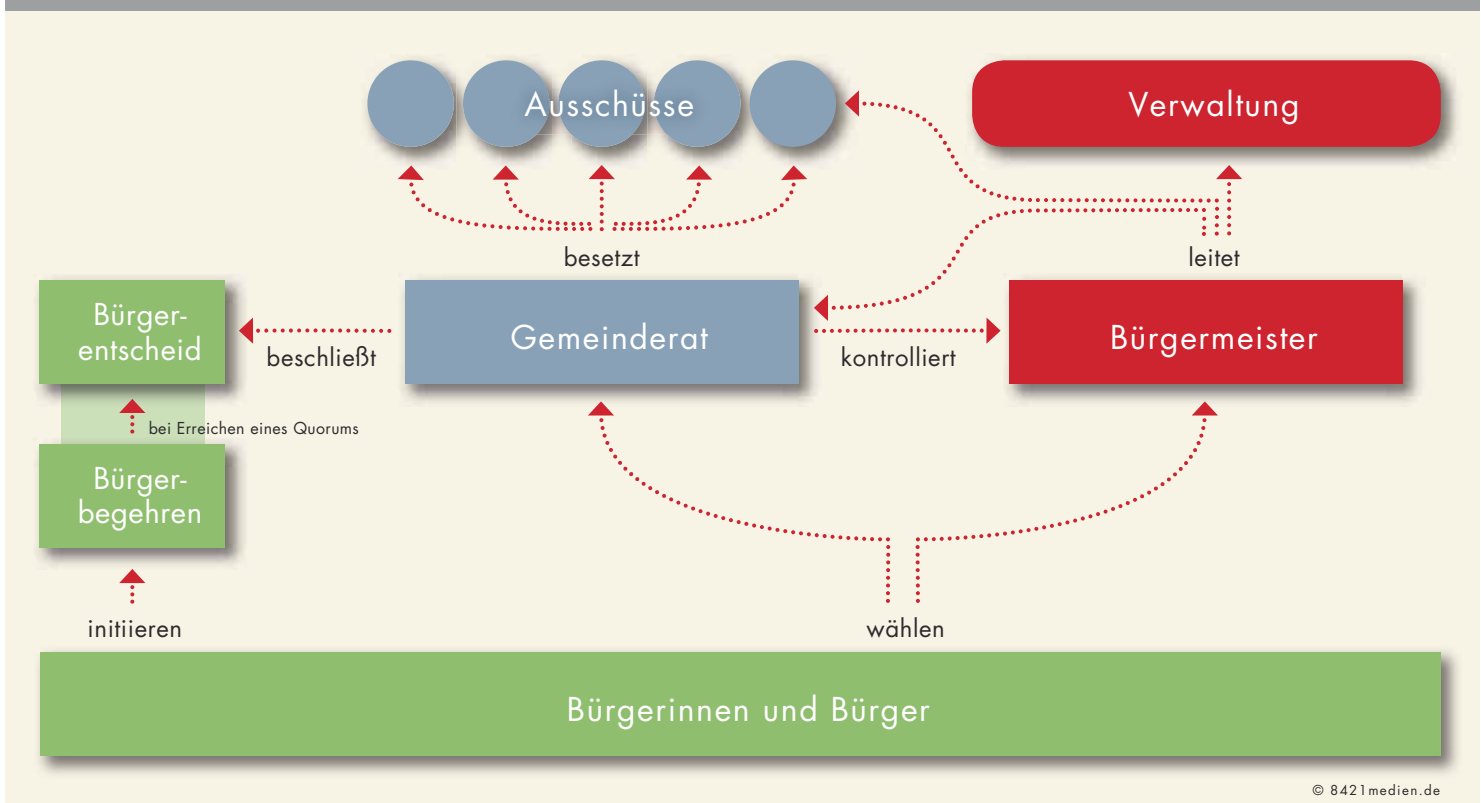 Ausschüsse
Verwaltung
besetzt
leitet
Bürger-
entscheid
beschließt
Gemeinderat
kontrolliert
Bürgermeister
bei Erreichen eines Quorums
Bürger-
begehren
initiieren
wählen
Bürgerinnen und Bürger
© 8421medien.de